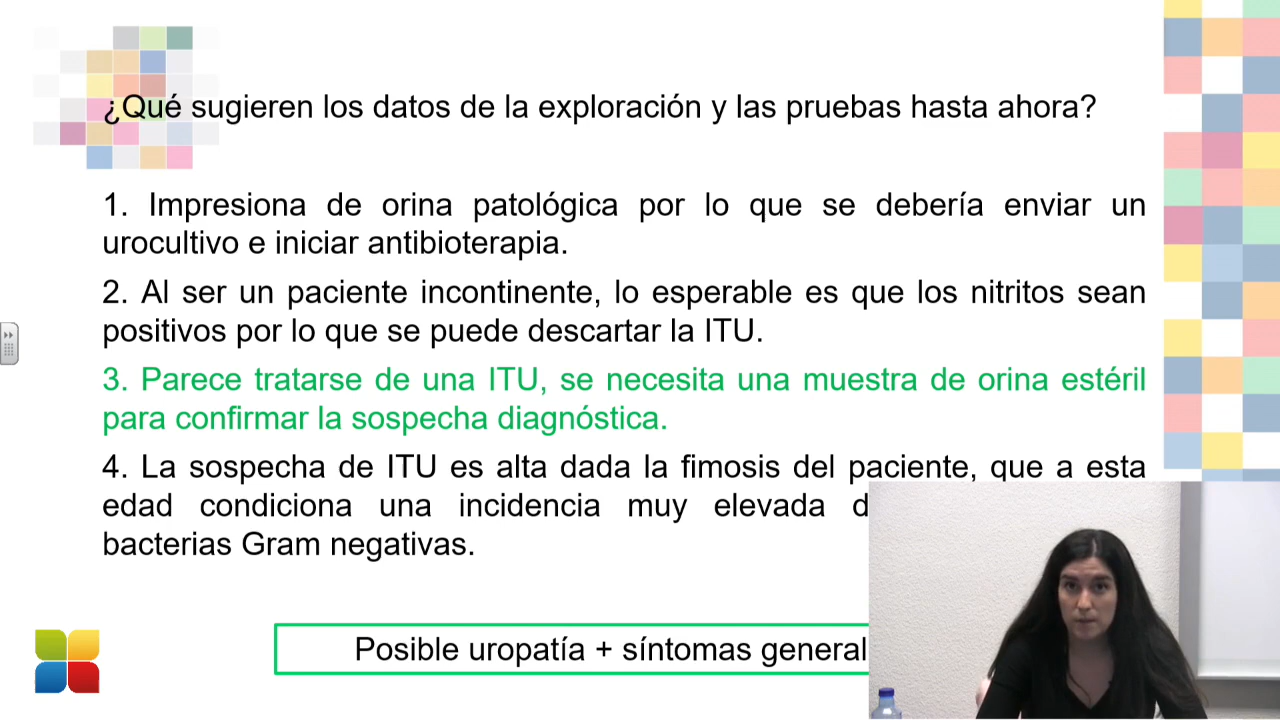 ¿Qué sugieren los datos de la exploración y las pruebas hasta ahora?
1. Impresiona de orina patológica por lo que se debería enviar un
urocultivo e iniciar antibioterapia.
2. Al ser un paciente incontinente, lo esperable es que los nitritos sean
positivos por lo que se puede descartar la ITU.
3. Parece tratarse de una ITU, se necesita una muestra de orina estéril
para confirmar la sospecha diagnóstica.
4. La sospecha de ITU es alta dada la fimosis del paciente, que a esta
edad condiciona una incidencia muy elevada
bacterias Gram negativas.
Posible uropatía + síntomas general